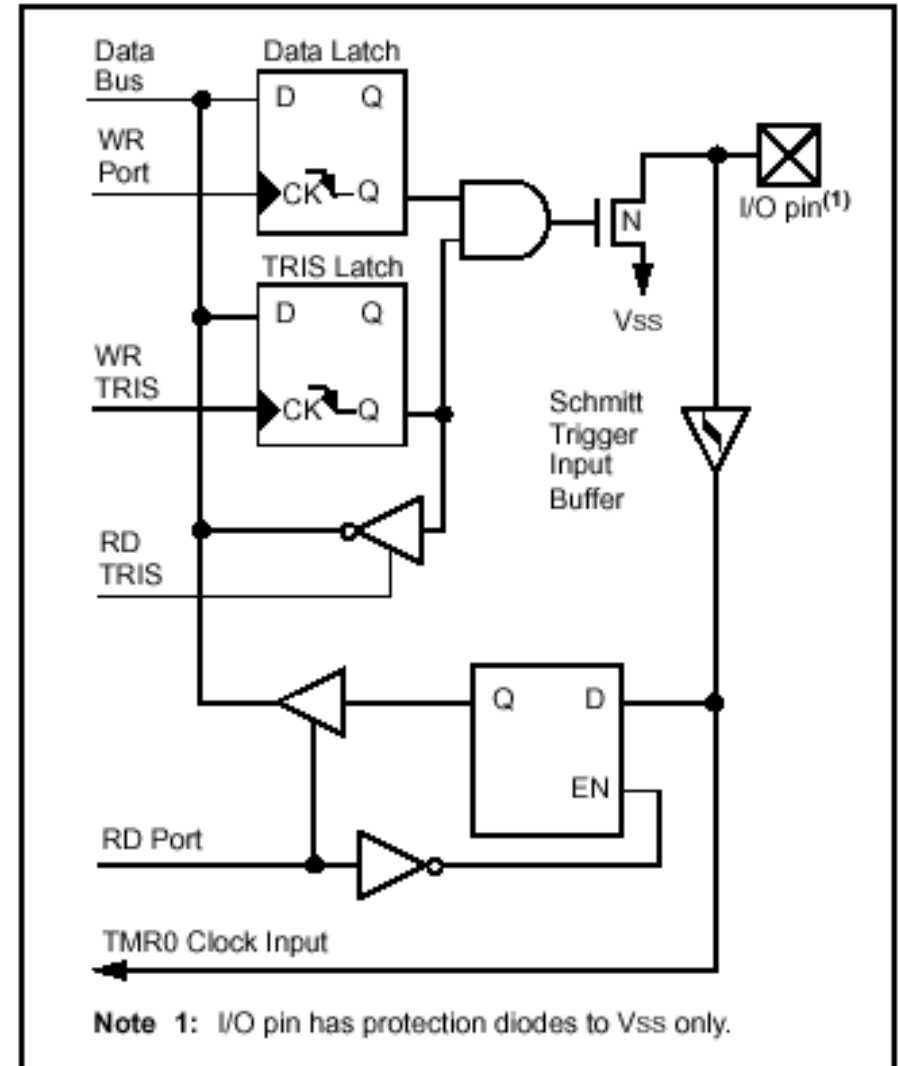 Data
Bus
Data Latch
D Q
WR
Port
CK Q
I/O pin(1)
N
TRIS Latch
D Q
VSS
WR
TRIS
CK Q
Schmitt
Trigger
Input
Buffer
RD
TRIS
Q D
EN
RD Port
TMR0 Clock Input
Note 1: I/O pin has protection diodes to VSS only.